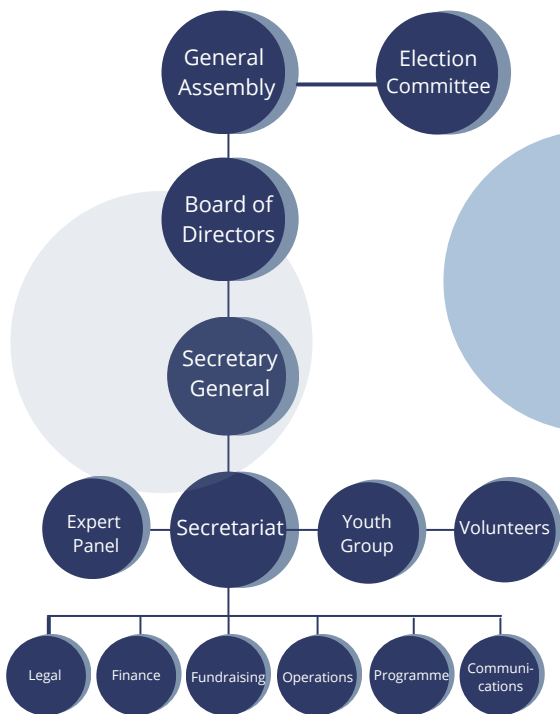 General
Assembly
Election
Committee
Board of
Directors
Secretary
General
Expert
Panel
Secretariat
Youth
Group
Volunteers
Legal
Finance
Fundraising
Operations
Programme
Communi-
cations